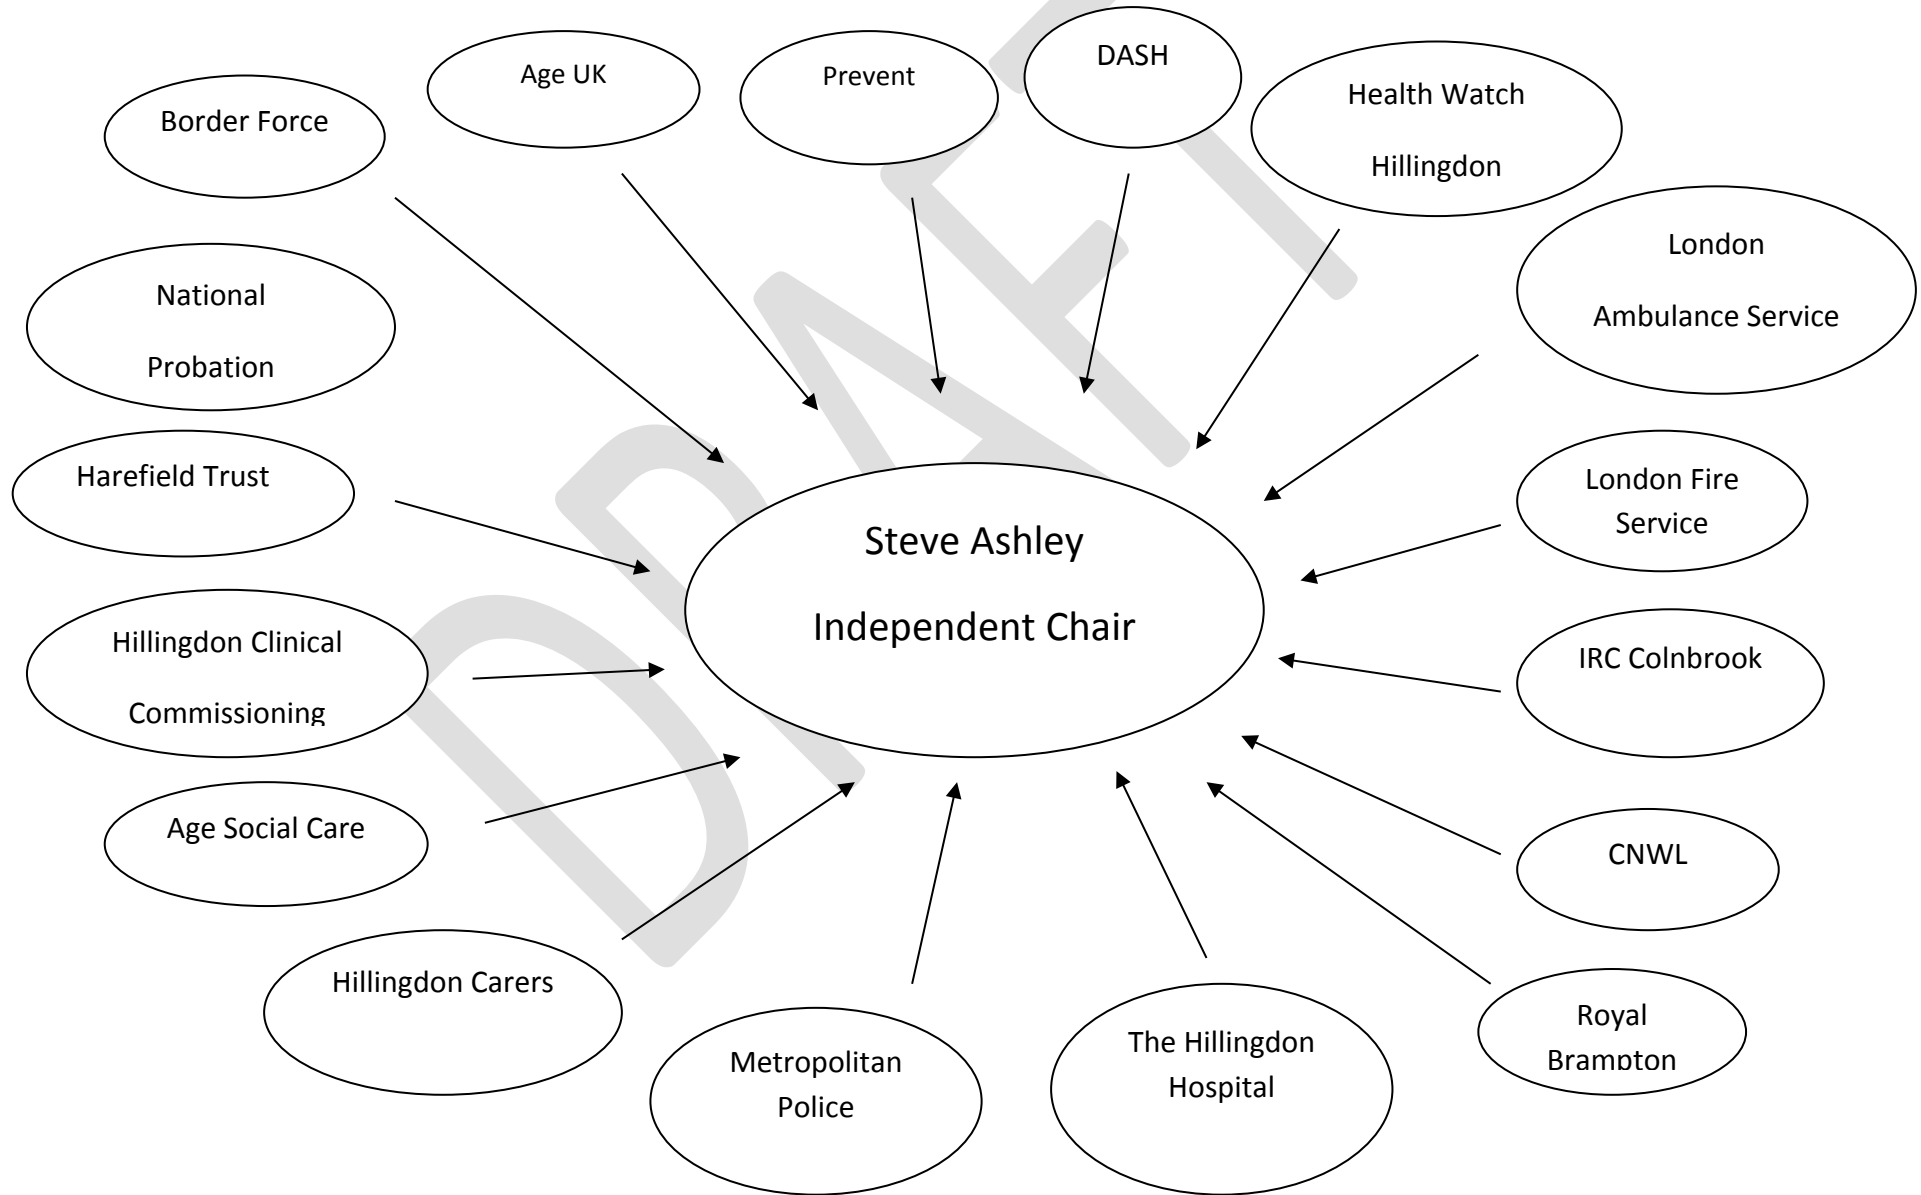 Border Force
Age UK
Prevent
DASH
Health Watch
Hillingdon
London
Ambulance Service
National
Probation
Harefield Trust
London Fire
Service
Steve Ashley
Independent Chair
Hillingdon Clinical
Commissioning
IRC Colnbrook
Age Social Care
CNWL
Hillingdon Carers
Metropolitan
Police
The Hillingdon
Hospital
Royal
Brampton
DRAFT